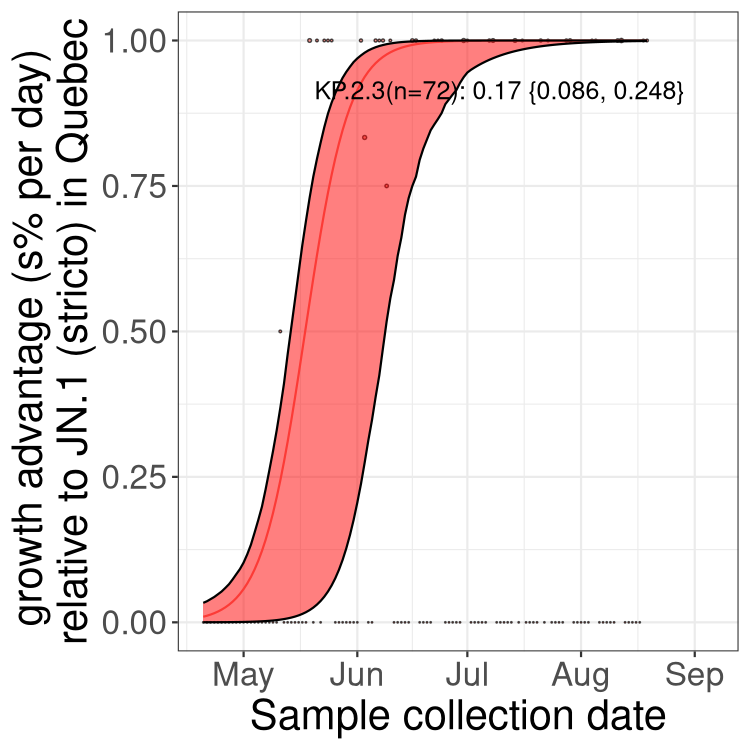 growth advantage (s% per day)
relative to JN.1 (stricto) in Quebec
1.00
0.75
0.50
0.25
0.00
KP.2.3(n=72): 0.17 {0.086, 0.248}
May Jun Jul Aug Sep
Sample collection date